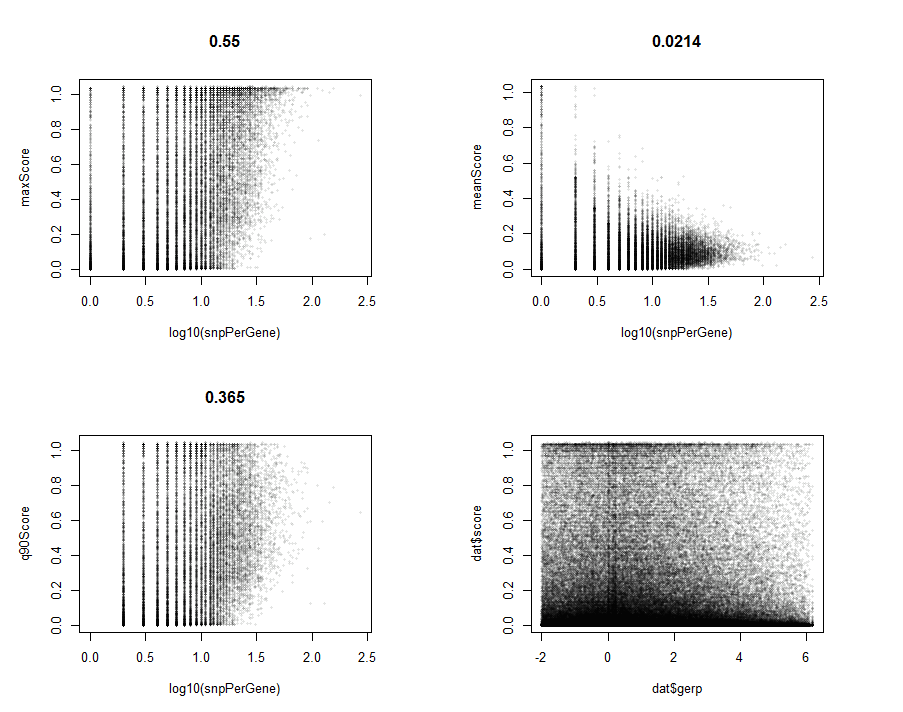 0.55
maxScore
0.0 0.2 0.4 0.6 0.8 1.0
0.0 0.5 1.0 1.5 2.0 2.5
log10(snpPerGene)
0.0214
meanScore
0.0 0.2 0.4 0.6 0.8 1.0
0.0 0.5 1.0 1.5 2.0 2.5
log10(snpPerGene)
0.365
q90Score
0.0 0.2 0.4 0.6 0.8 1.0
0.0 0.5 1.0 1.5 2.0 2.5
log10(snpPerGene)
dat$score
0.0 0.2 0.4 0.6 0.8 1.0
-2 0 2 4 6
dat$gerp